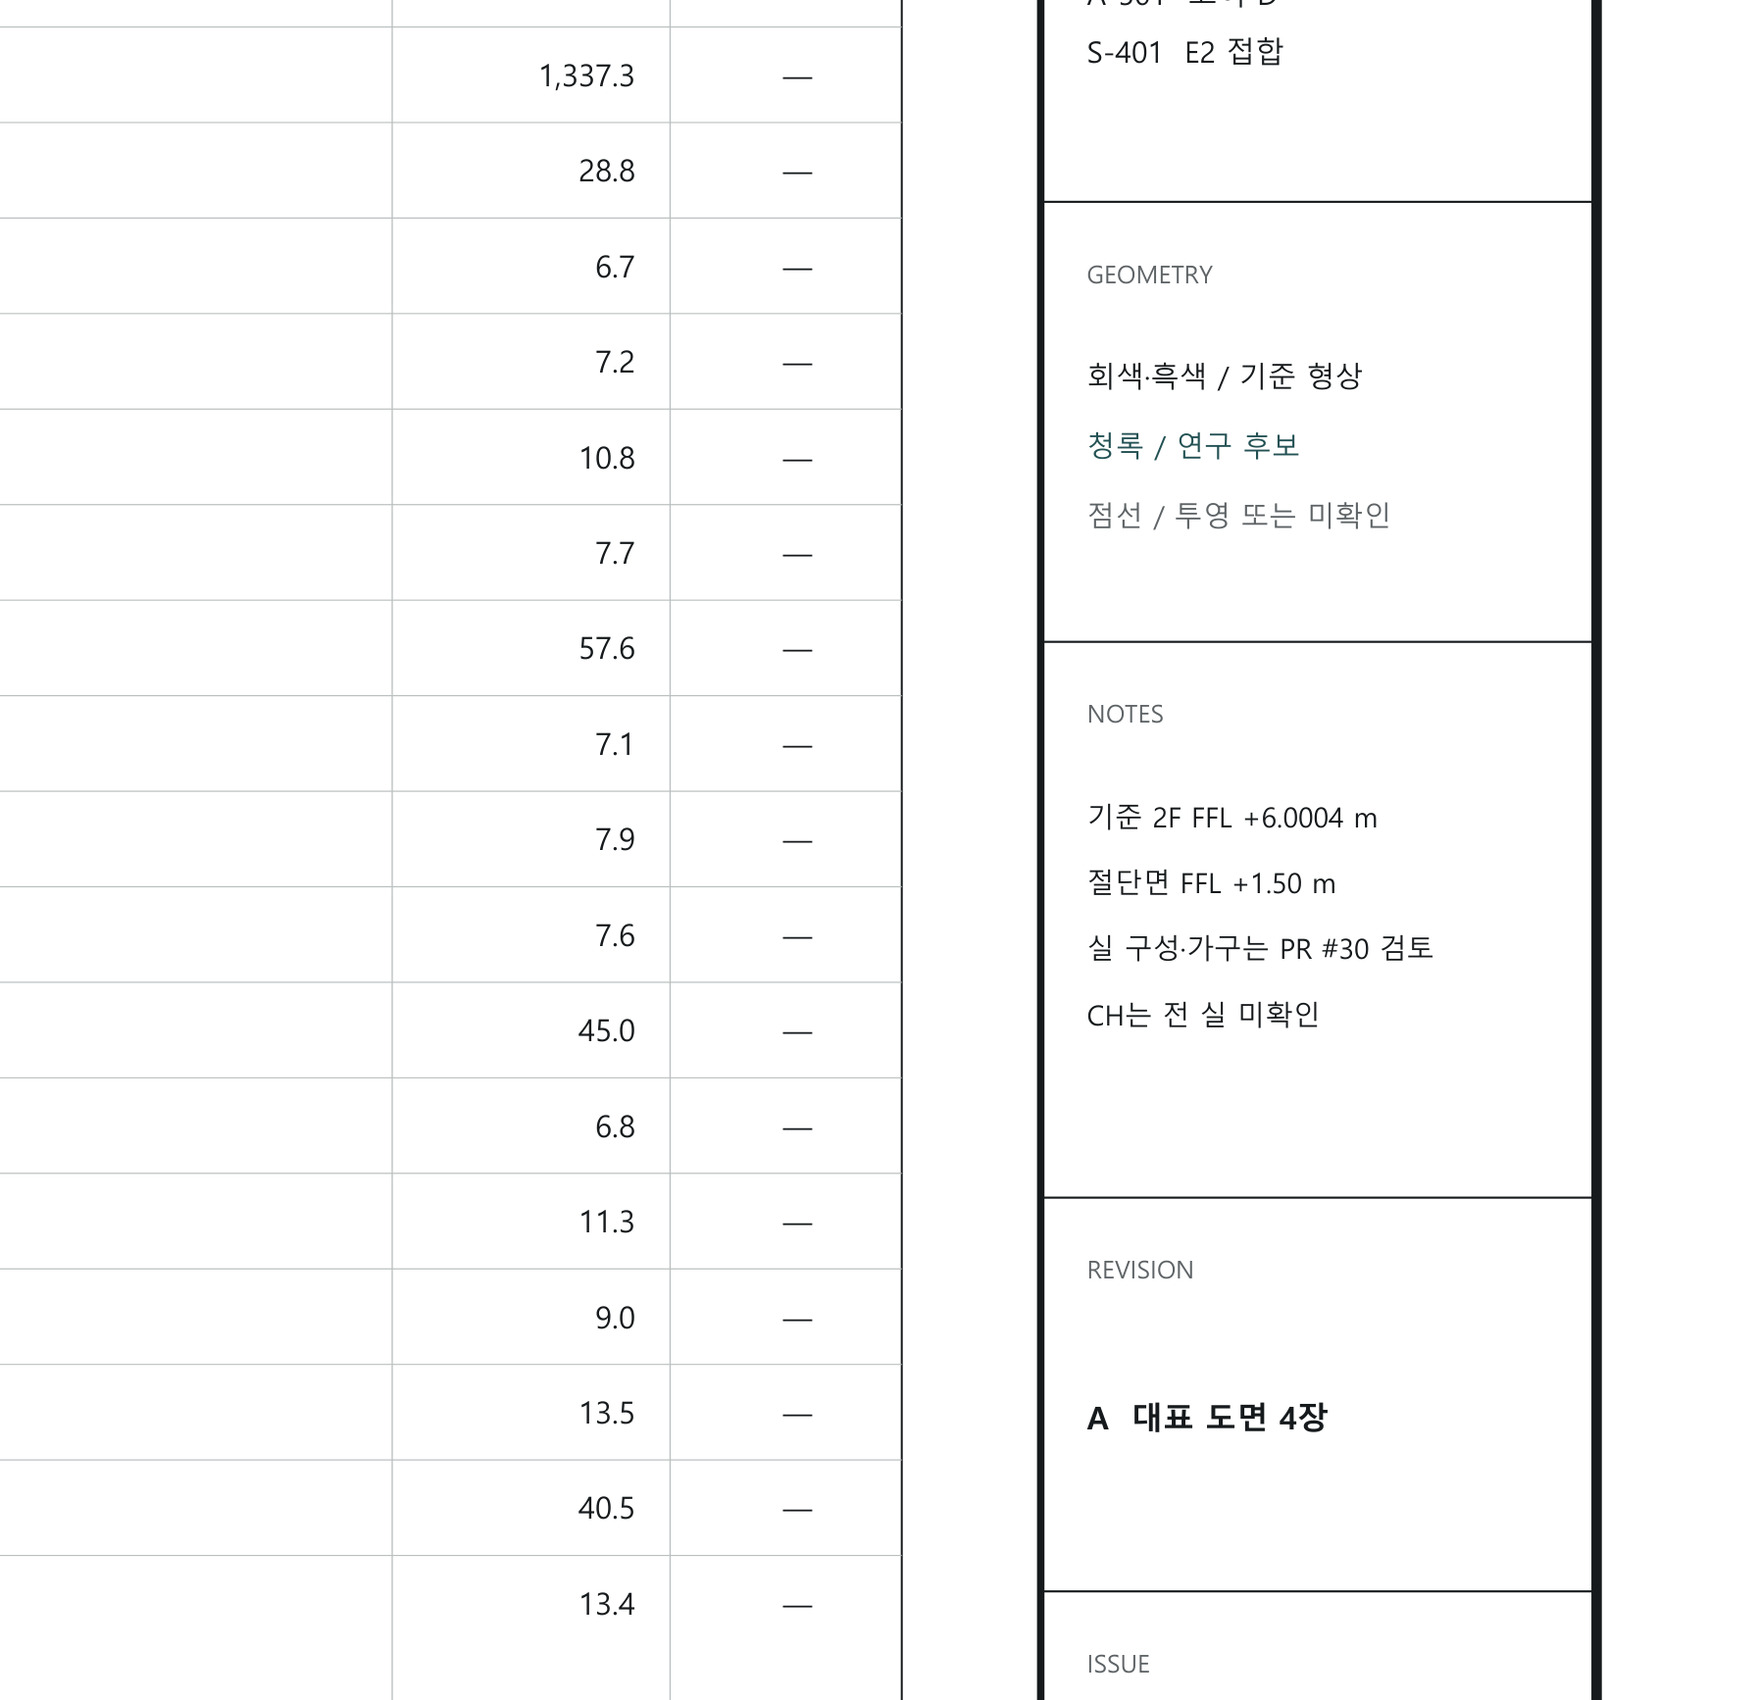 1,337.3 —
28.8 —
6.7 —
7.2 —
10.8 —
7.7 —
57.6 —
7.1 —
7.9 —
7.6 —
45.0 —
6.8 —
11.3 —
9.0 —
13.5 —
40.5 —
13.4 —
S-401 E2 접합
GEOMETRY
회색·흑색 / 기준 형상
청록 / 연구 후보
점선 / 투영 또는 미확인
NOTES
기준 2F FFL +6.0004 m
절단면 FFL +1.50 m
실 구성·가구는 PR #30 검토
CH는 전 실 미확인
REVISION
A 대표 도면 4장
ISSUE